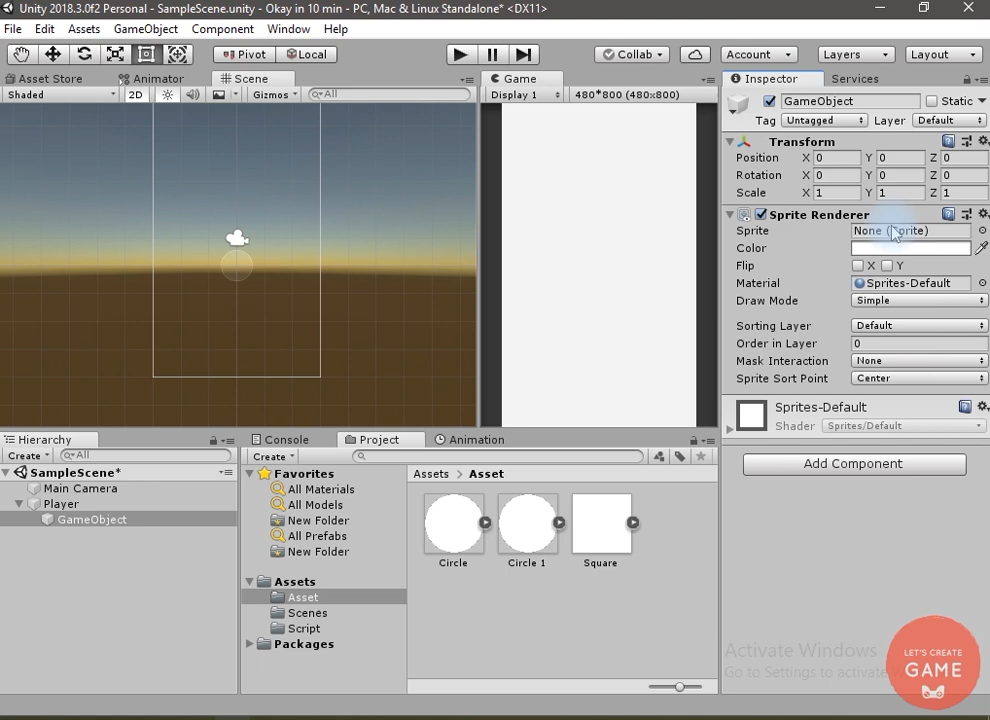 Unity 2018.3.0f2 Personal - SampleScene.unity - Okay in 10 min - PC, Mac & Linux Standalone* <DX11>
File Edit Assets GameObject Component Window Help
Pivot Local Collab Account Layers Layout
Asset Store Animator Scene
Shaded 2D Gizmos All
Game
Display 1 480*800 (480x800)
Inspector Services
GameObject Static
Tag Untagged Layer Default
Transform
Position X 0 Y 0 Z 0
Rotation X 0 Y 0 Z 0
Scale X 1 Y 1 Z 1
Sprite Renderer
Sprite None (Sprite)
Color
Flip X Y
Material Sprites-Default
Draw Mode Simple
Sorting Layer Default
Order in Layer 0
Mask Interaction None
Sprite Sort Point Center
Sprites-Default
Shader Sprites/Default
Add Component
Hierarchy
Create All
SampleScene*
Main Camera
Player
GameObject
Console Project Animation
Create
Favorites
All Materials
All Models
New Folder
All Prefabs
New Folder
Assets
Asset
Scenes
Script
Packages
Assets > Asset
Circle Circle 1 Square
Activate Windows
Go to Settings to activate
LET'S CREATE
GAME